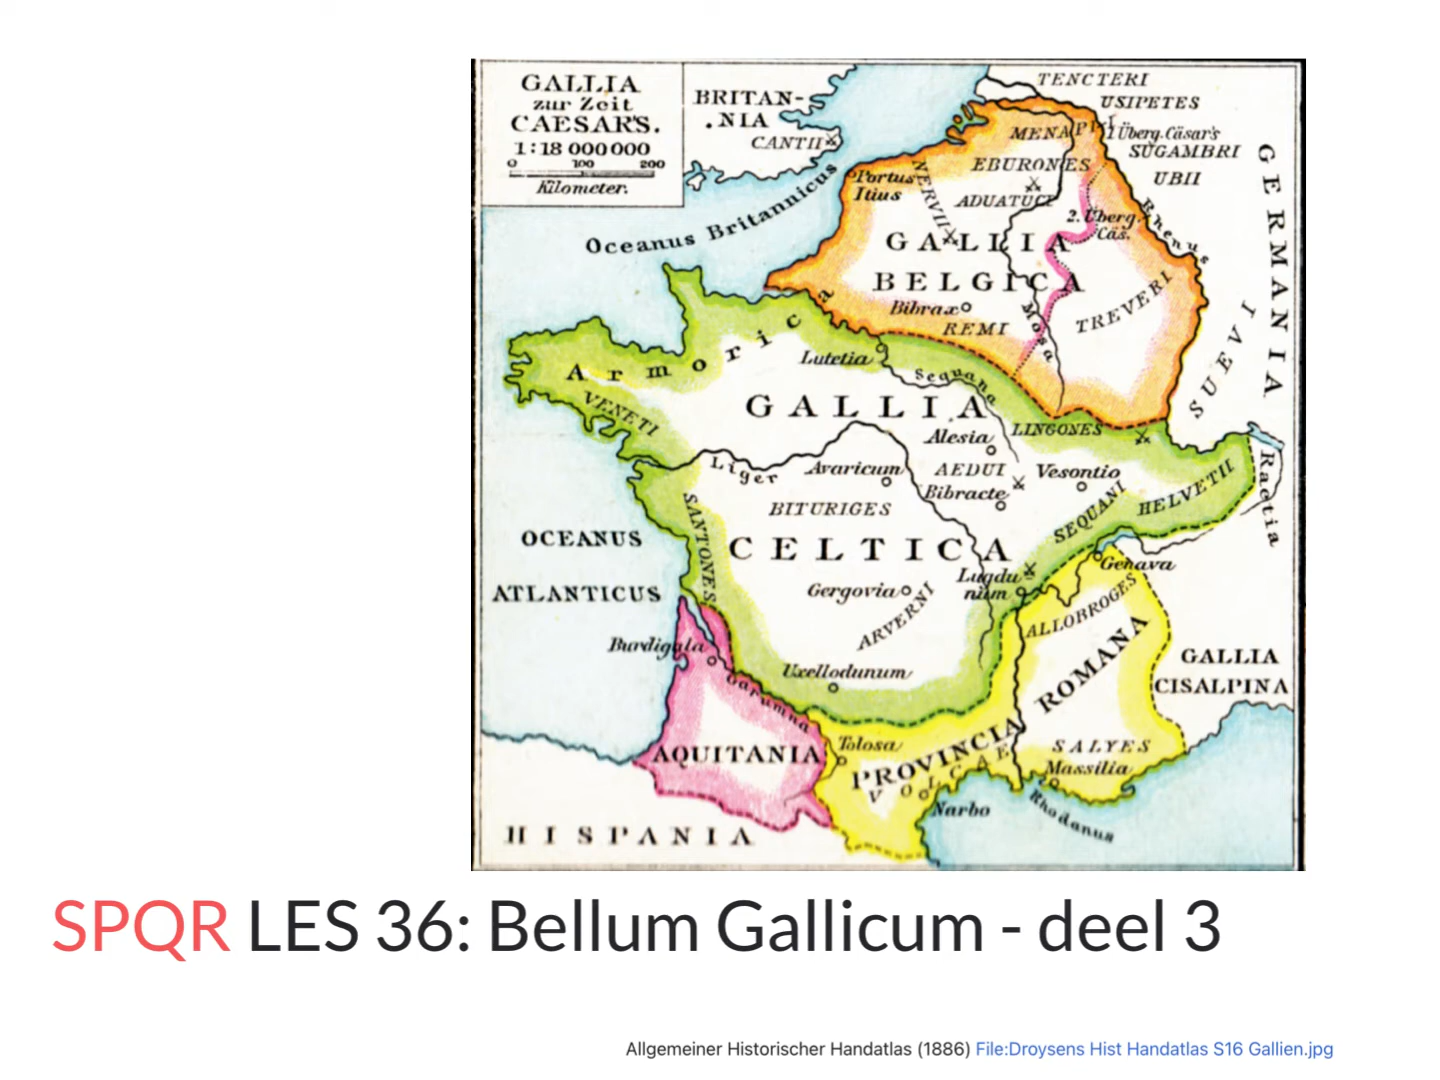 GALLIA
zur Zeit
CAESARS.
1:18 000 000
0 100 200
Kilometer.
BRITAN-
NIA
CANTII
TENCTERI
USIPETES
MENAPII
1 Überg. Cäsar's
SUGAMBRI
UBII
EBURONES
Portus
Itius
NERVII
ADUATUCI
2. Überg.
Cäs.
Rhenus
GERMANIA
Oceanus Britannicus
GALLIA
BELGICA
Bibrax
REMI
Mosa
TREVERI
SUEVI
Armorica
Lutetia
Sequana
VENETI
GALLIA
LINGONES
Alesia
Liger
Avaricum
AEDUI
Vesontio
Bibracte
BITURIGES
SEQUANI
HELVETII
Raetia
SANTONES
OCEANUS
ATLANTICUS
CELTICA
Genava
Lugdu
num
Gergovia
ARVERNI
ALLOBROGES
Burdigala
Uxellodunum
Garumna
ROMANA
GALLIA
CISALPINA
AQUITANIA
Tolosa
PROVINCIA
VOLCAE
SALYES
Massilia
Narbo
Rhodanus
HISPANIA
SPQR LES 36: Bellum Gallicum - deel 3
Allgemeiner Historischer Handatlas (1886) File:Droysens Hist Handatlas S16 Gallien.jpg